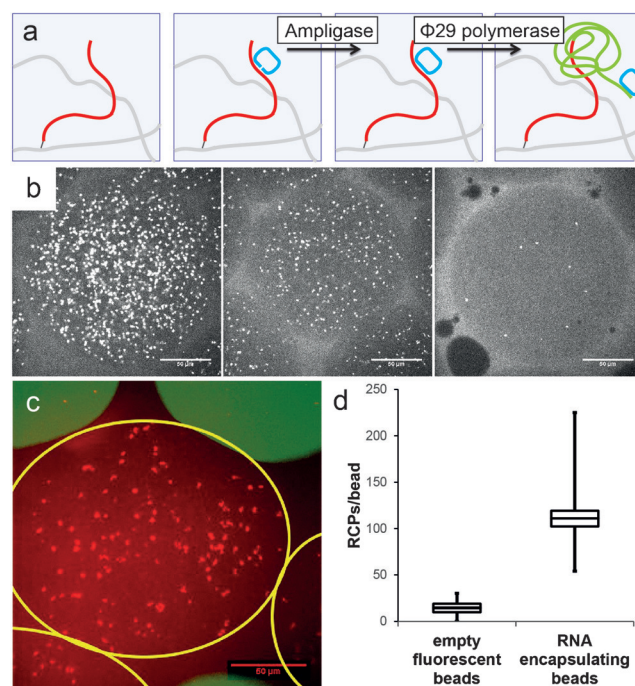 a
Ampligase
Φ29 polymerase
b
50 μm
50 μm
50 μm
c
50 μm
d
RCPs/bead
250
200
150
100
50
0
empty
fluorescent
beads
RNA
encapsulating
beads